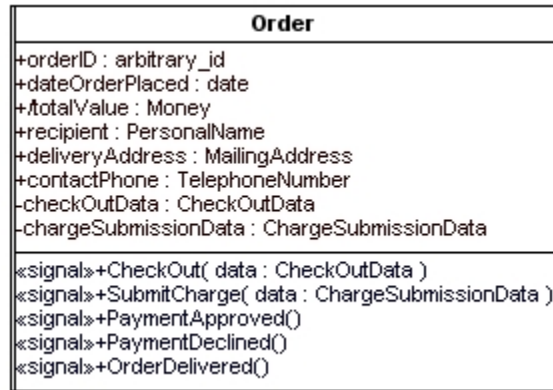 Order
+orderID : arbitrary_id
+dateOrderPlaced : date
+/totalValue : Money
+recipient : PersonalName
+deliveryAddress : MailingAddress
+contactPhone : TelephoneNumber
-checkOutData : CheckOutData
-chargeSubmissionData : ChargeSubmissionData
«signal»+CheckOut( data : CheckOutData )
«signal»+SubmitCharge( data : ChargeSubmissionData )
«signal»+PaymentApproved()
«signal»+PaymentDeclined()
«signal»+OrderDelivered()